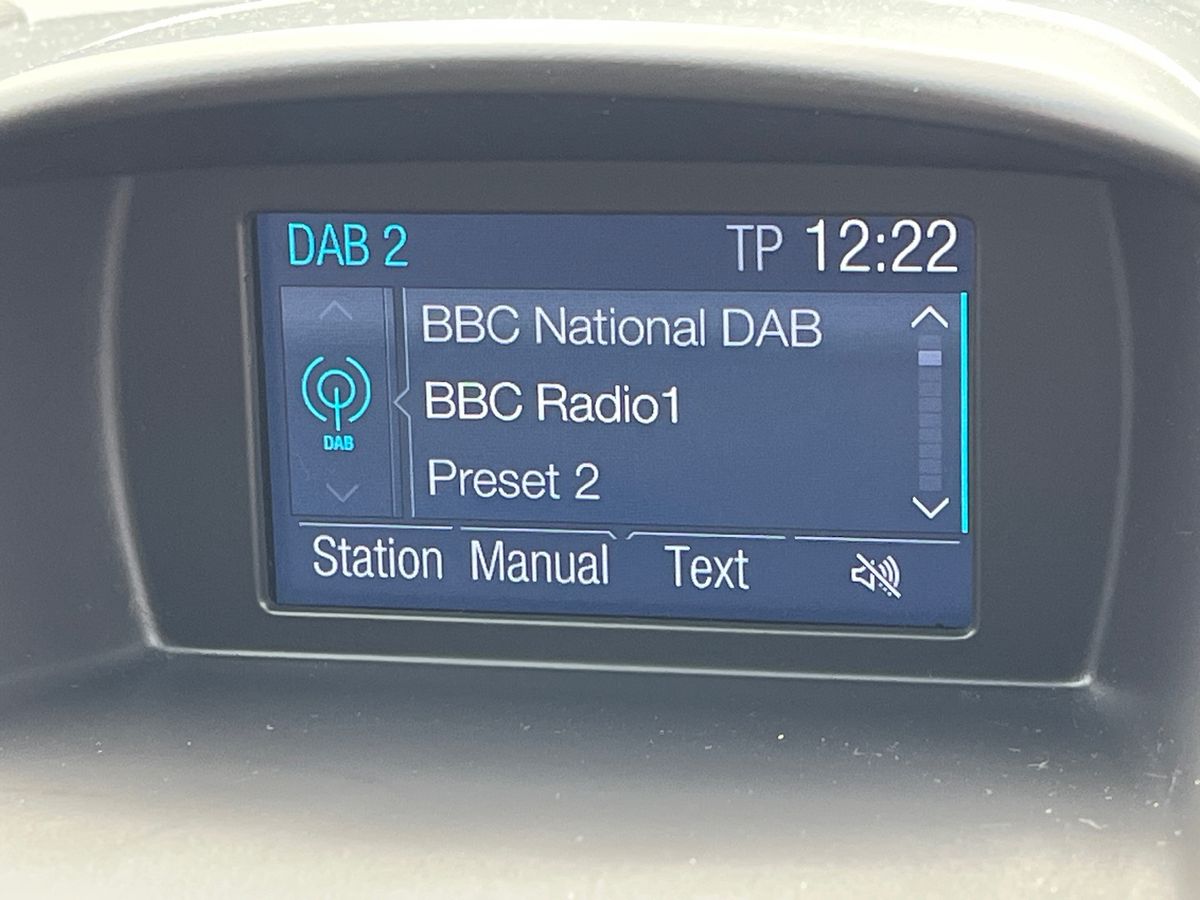 DAB 2 TP 12:22
BBC National DAB
BBC Radio1
DAB
Preset 2
Station Manual Text